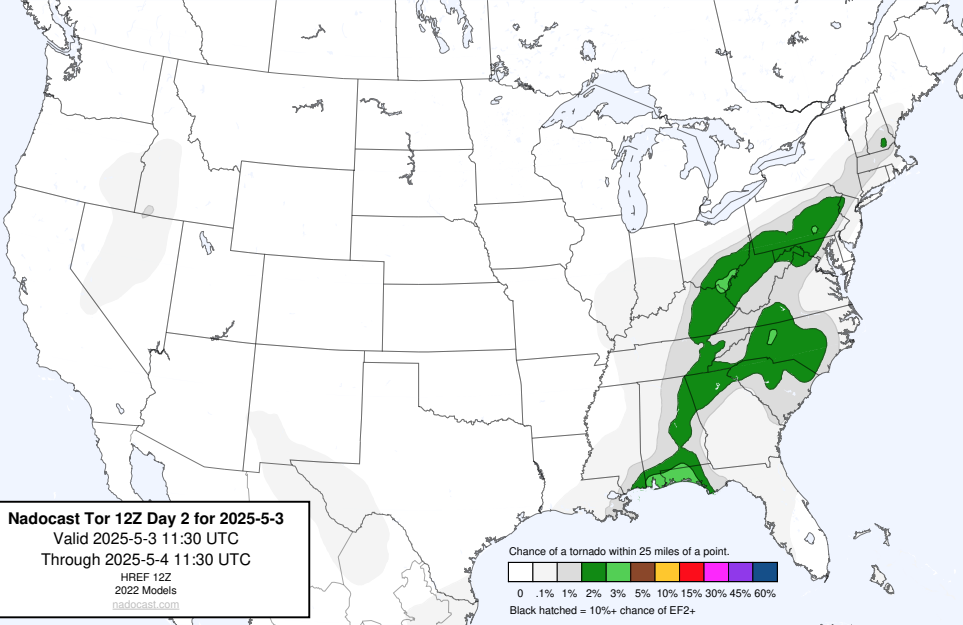 Nadocast Tor 12Z Day 2 for 2025-5-3
Valid 2025-5-3 11:30 UTC
Through 2025-5-4 11:30 UTC
HREF 12Z
2022 Models
nadocast.com
Chance of a tornado within 25 miles of a point.
0 .1% 1% 2% 3% 5% 10% 15% 30% 45% 60%
Black hatched = 10%+ chance of EF2+